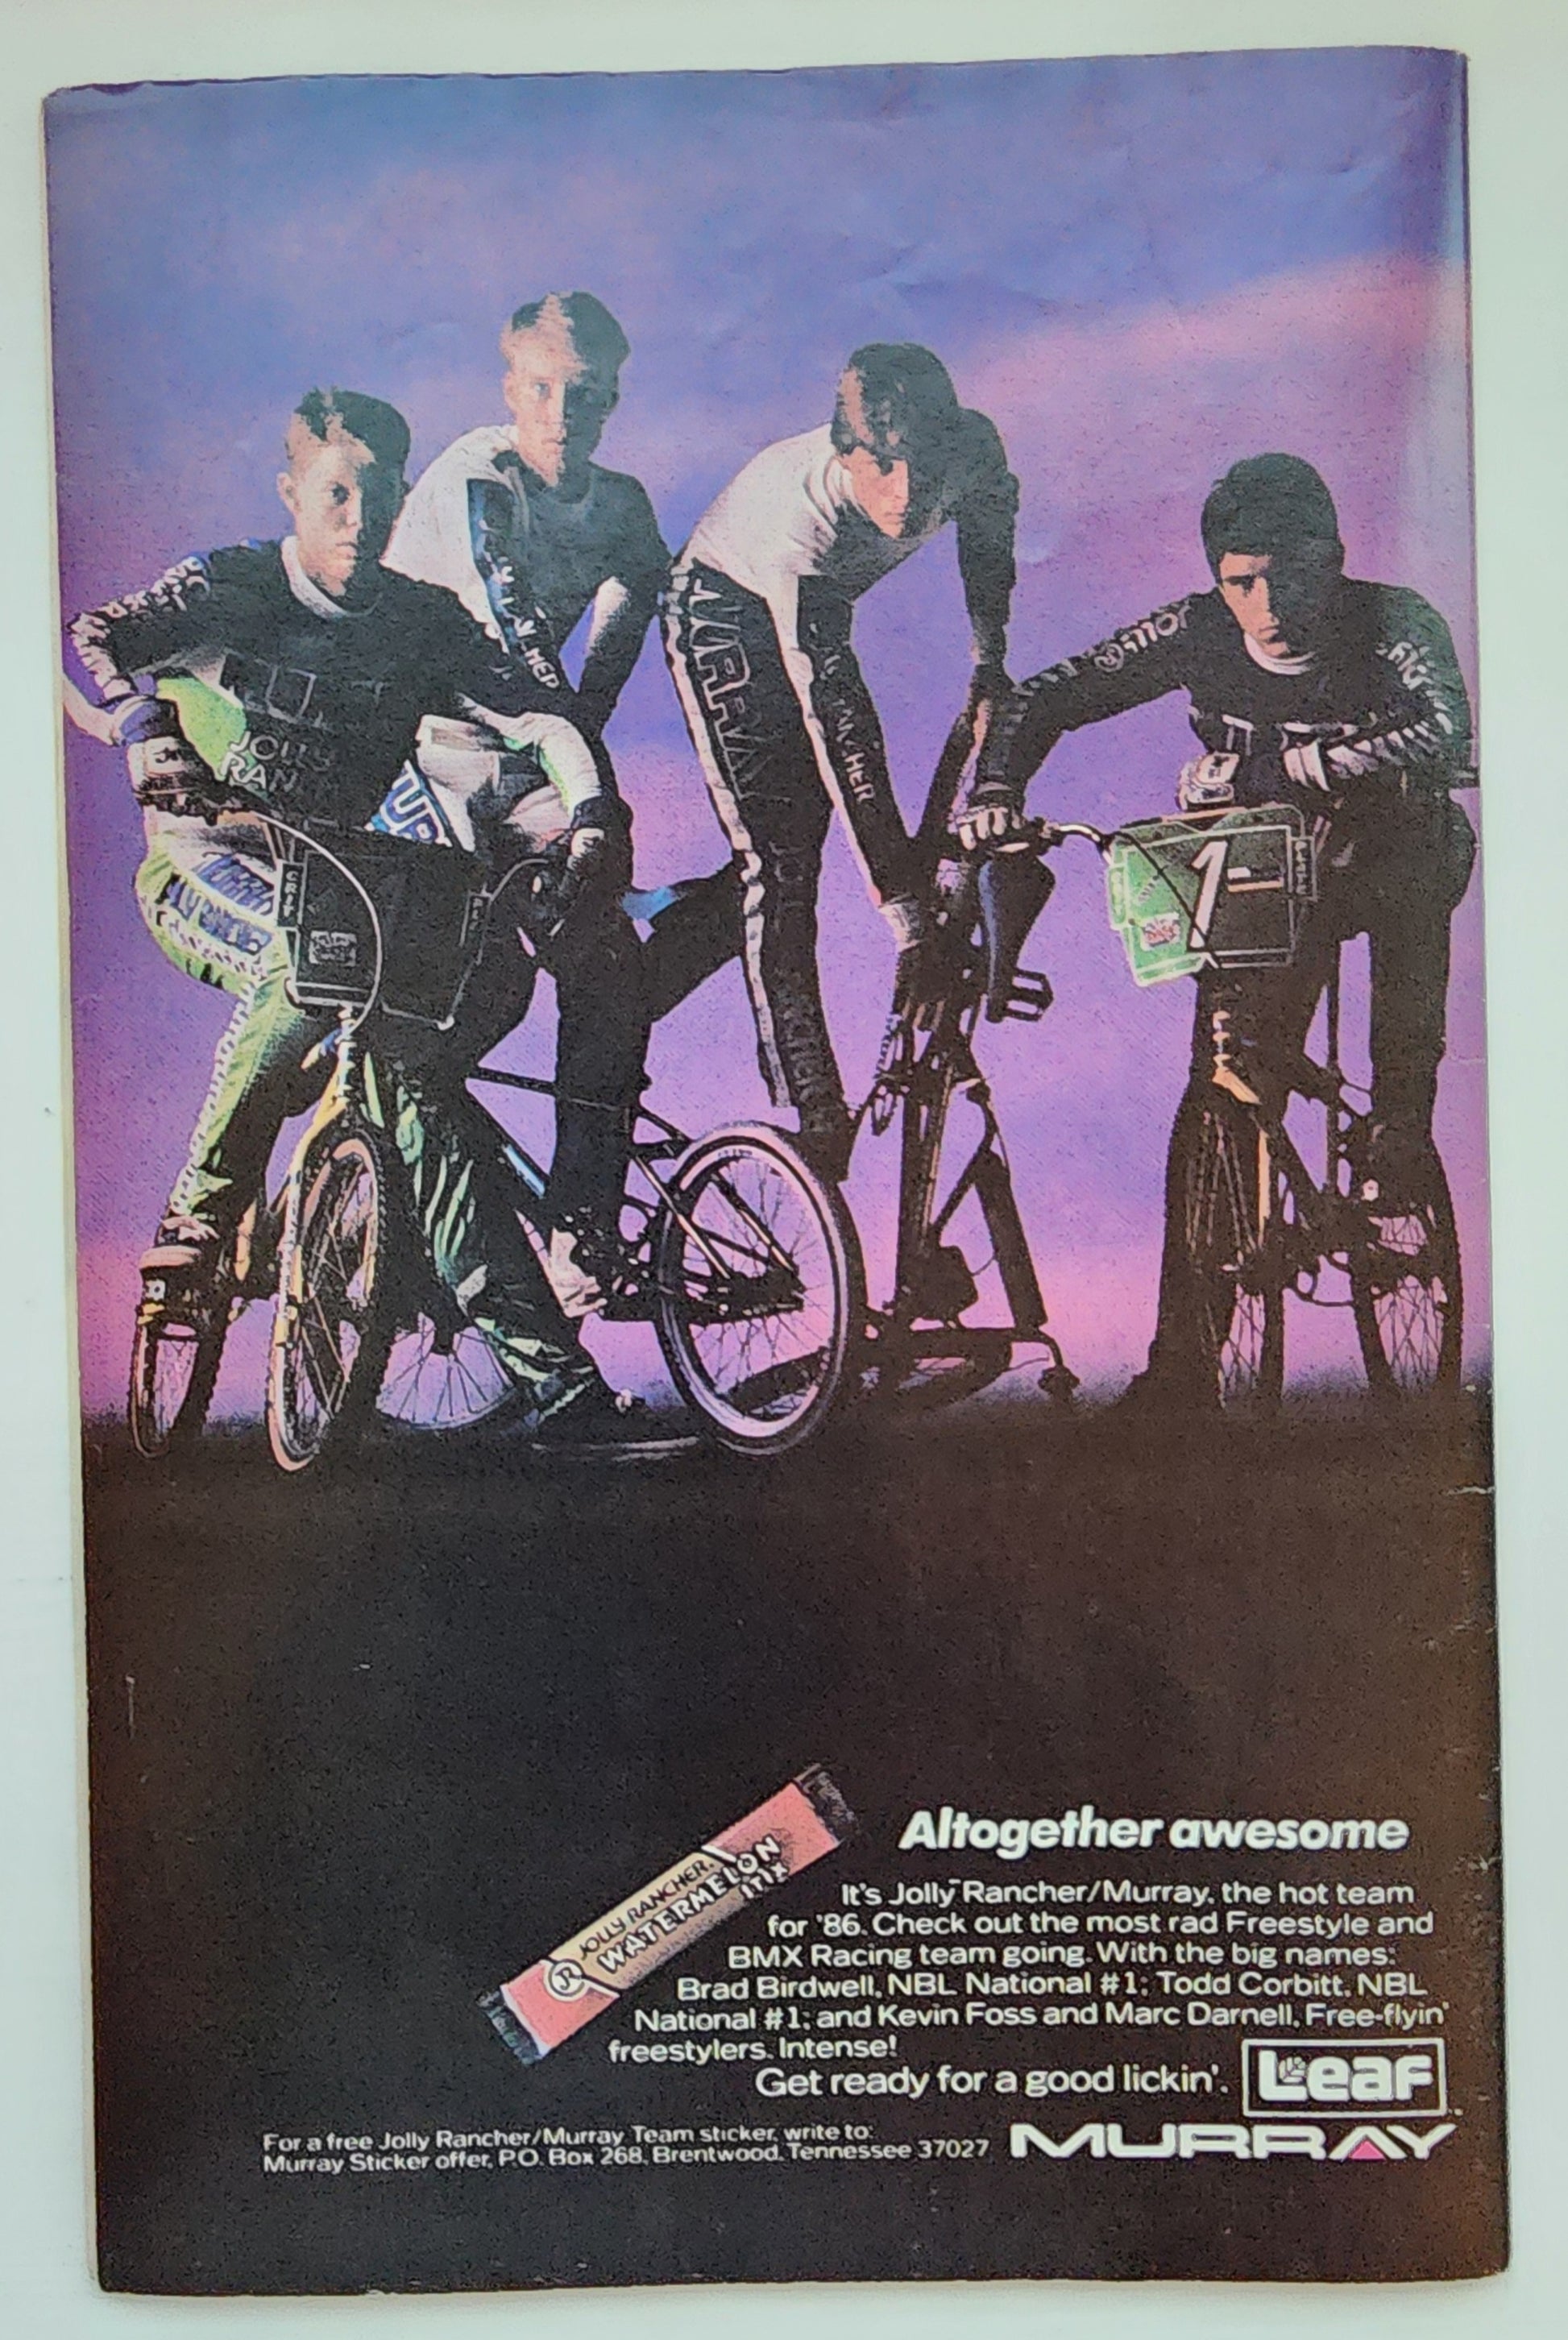 JOLLY
RAN
MURRAY
RANCHER
1
JOLLY RANCHER.
WATERMELON
STIX
JR
Altogether awesome
It's Jolly Rancher/Murray, the hot team
for '86. Check out the most rad Freestyle and
BMX Racing team going. With the big names:
Brad Birdwell, NBL National #1; Todd Corbitt, NBL
National #1; and Kevin Foss and Marc Darnell, Free-flyin'
freestylers. Intense!
Get ready for a good lickin'.
Leaf
For a free Jolly Rancher/Murray Team sticker, write to:
Murray Sticker offer, P.O. Box 268, Brentwood, Tennessee 37027
MURRAY